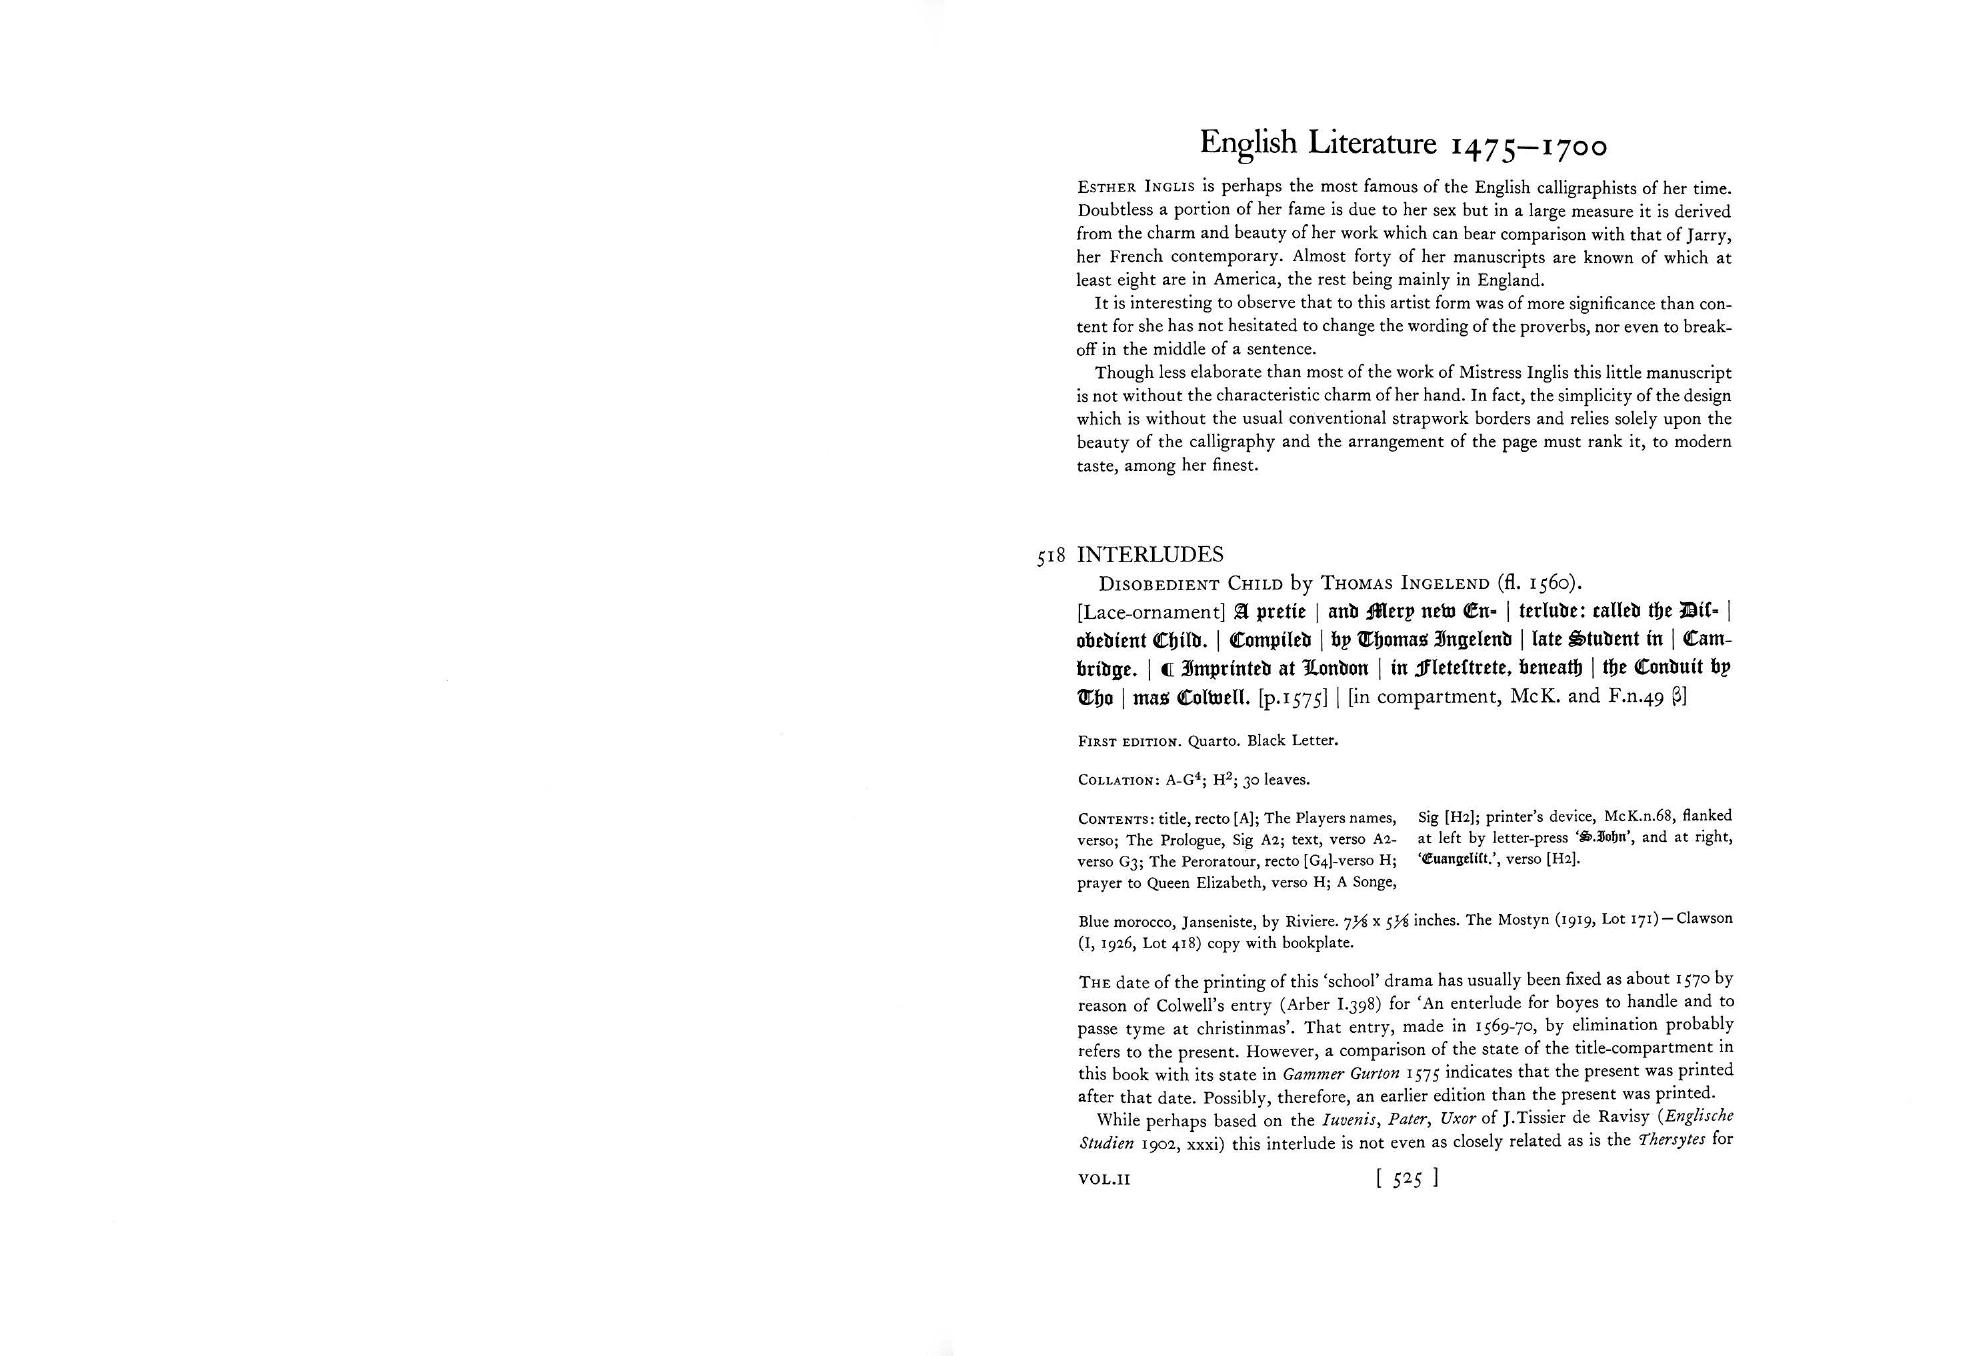 English Literature 1475—1700
Esther Inglis is perhaps the most famous of the English calligraphists of her time.
Doubtless a portion of her fame is due to her sex but in a large measure it is derived
from the charm and beauty of her work which can bear comparison with that of Jarry,
her French contemporary. Almost forty of her manuscripts are known of which at
least eight are in America, the rest being mainly in England.
It is interesting to observe that to this artist form was of more significance than con-
tent for she has not hesitated to change the wording of the proverbs, nor even to break-
off in the middle of a sentence.
Though less elaborate than most of the work of Mistress Inglis this little manuscript
is not without the characteristic charm of her hand. In fact, the simplicity of the design
which is without the usual conventional strapwork borders and relies solely upon the
beauty of the calligraphy and the arrangement of the page must rank it, to modern
taste, among her finest.
518 INTERLUDES
Disobedient Child by Thomas Ingelend (fl. 1560).
[Lace-ornament] A pretie | and Mery new En- | terlude: called the Diſ- |
obedient Child. | Compiled | by Thomas Ingelend | late Student in | Cam-
bridge. | ¶ Imprinted at London | in Fleteſtrete, beneath | the Conduit by
Tho | mas Colwell. [p.1575] | [in compartment, McK. and F.n.49 β]
First edition. Quarto. Black Letter.
Collation: A-G⁴; H²; 30 leaves.
Contents: title, recto [A]; The Players names,
verso; The Prologue, Sig A2; text, verso A2-
verso G3; The Peroratour, recto [G4]-verso H;
prayer to Queen Elizabeth, verso H; A Songe,
Sig [H2]; printer's device, McK.n.68, flanked
at left by letter-press ‘S.John’, and at right,
‘Euangeliſt.’, verso [H2].
Blue morocco, Janseniste, by Riviere. 7⅛ x 5⅛ inches. The Mostyn (1919, Lot 171)—Clawson
(I, 1926, Lot 418) copy with bookplate.
The date of the printing of this ‘school’ drama has usually been fixed as about 1570 by
reason of Colwell's entry (Arber I.398) for ‘An enterlude for boyes to handle and to
passe tyme at christinmas’. That entry, made in 1569-70, by elimination probably
refers to the present. However, a comparison of the state of the title-compartment in
this book with its state in Gammer Gurton 1575 indicates that the present was printed
after that date. Possibly, therefore, an earlier edition than the present was printed.
While perhaps based on the Iuvenis, Pater, Uxor of J.Tissier de Ravisy (Englische
Studien 1902, xxxi) this interlude is not even as closely related as is the Thersytes for
VOL.II [ 525 ]